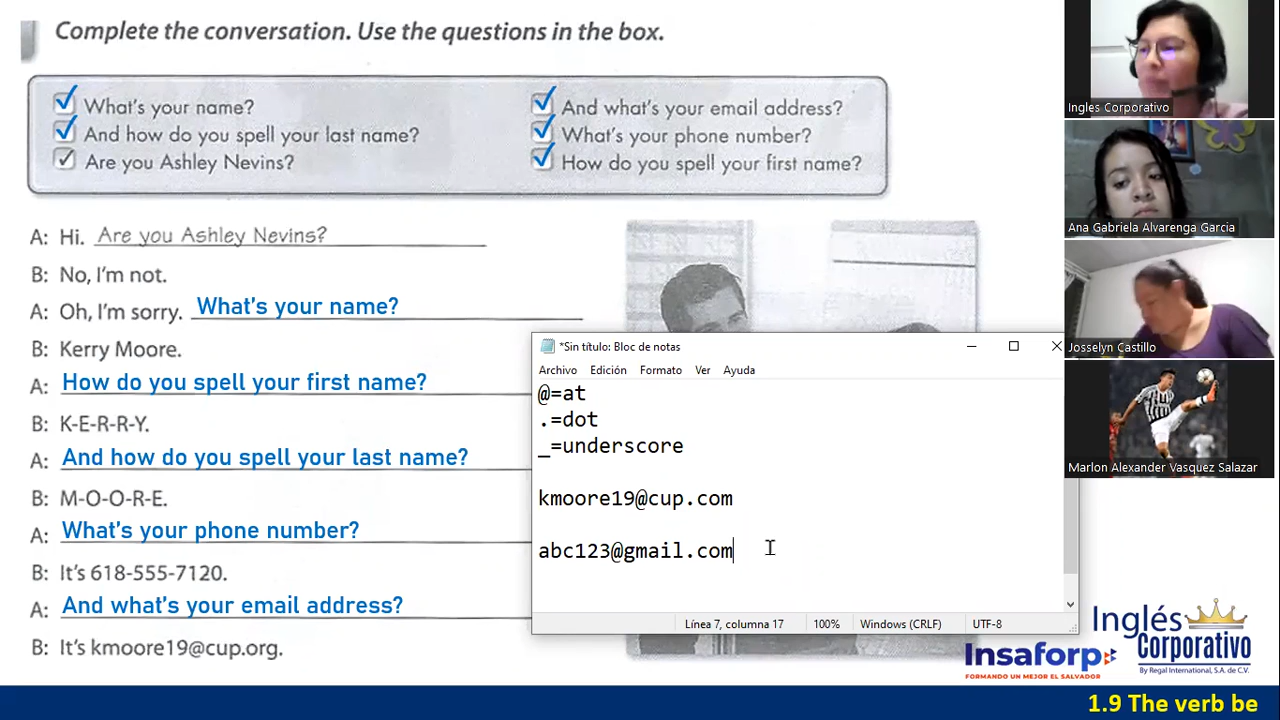 Complete the conversation. Use the questions in the box.
What's your name?
And how do you spell your last name?
Are you Ashley Nevins?
And what's your email address?
What's your phone number?
How do you spell your first name?
A: Hi. Are you Ashley Nevins?
B: No, I'm not.
A: Oh, I'm sorry. What's your name?
B: Kerry Moore.
A: How do you spell your first name?
B: K-E-R-R-Y.
A: And how do you spell your last name?
B: M-O-O-R-E.
A: What's your phone number?
B: It's 618-555-7120.
A: And what's your email address?
B: It's kmoore19@cup.org.
*Sin título: Bloc de notas
Archivo Edición Formato Ver Ayuda
@=at
.=dot
_=underscore
kmoore19@cup.com
abc123@gmail.com
Línea 7, columna 17 100% Windows (CRLF) UTF-8
Ingles Corporativo
Ana Gabriela Alvarenga Garcia
Josselyn Castillo
Marlon Alexander Vasquez Salazar
Insaforp
FORMANDO UN MEJOR EL SALVADOR
Inglés
Corporativo
By Regal International, S.A. de C.V.
1.9 The verb be